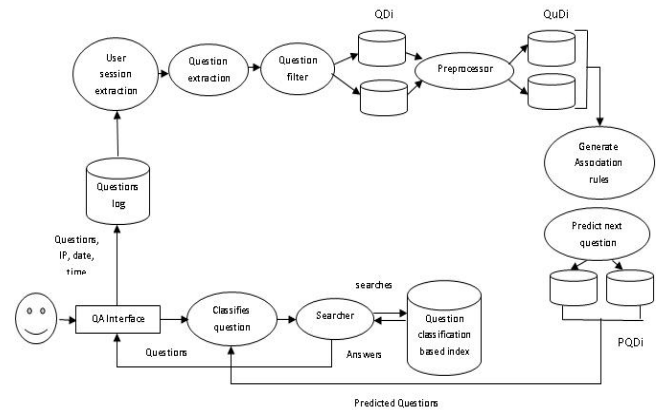 QDi
QuDi
User
session
extraction
Question
extraction
Question
filter
Preprocessor
Generate
Association
rules
Questions
log
Predict next
question
Questions,
IP, date,
time
searches
QA Interface
Classifies
question
Searcher
Question
classification
based index
Questions
Answers
PQDi
Predicted Questions